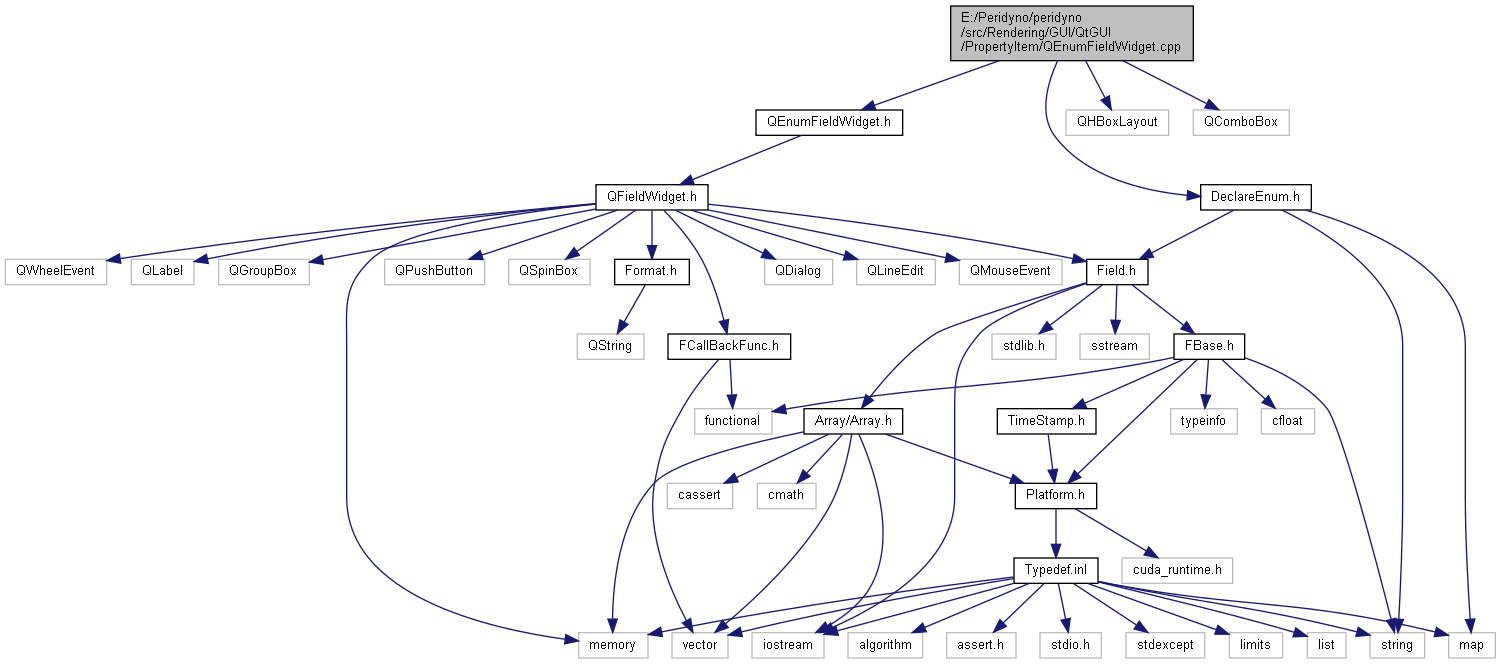 E:/Peridyno/peridyno
/src/Rendering/GUI/QtGUI
/PropertyItem/QEnumFieldWidget.cpp
QEnumFieldWidget.h
QHBoxLayout
QComboBox
QFieldWidget.h
DeclareEnum.h
QWheelEvent
QLabel
QGroupBox
QPushButton
QSpinBox
Format.h
QDialog
QLineEdit
QMouseEvent
Field.h
QString
FCallBackFunc.h
stdlib.h
sstream
FBase.h
functional
Array/Array.h
TimeStamp.h
typeinfo
cfloat
cassert
cmath
Platform.h
Typedef.inl
cuda_runtime.h
memory
vector
iostream
algorithm
assert.h
stdio.h
stdexcept
limits
list
string
map